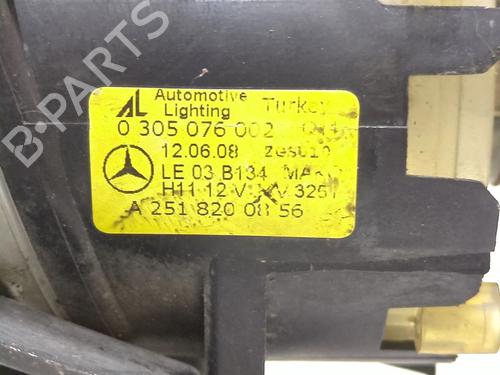 B-PARTS
AL Automotive Lighting Turkey
0 305 076 002
12.06.08
LE 03 B134
H11 12 V 325T
A 251 820 08 56